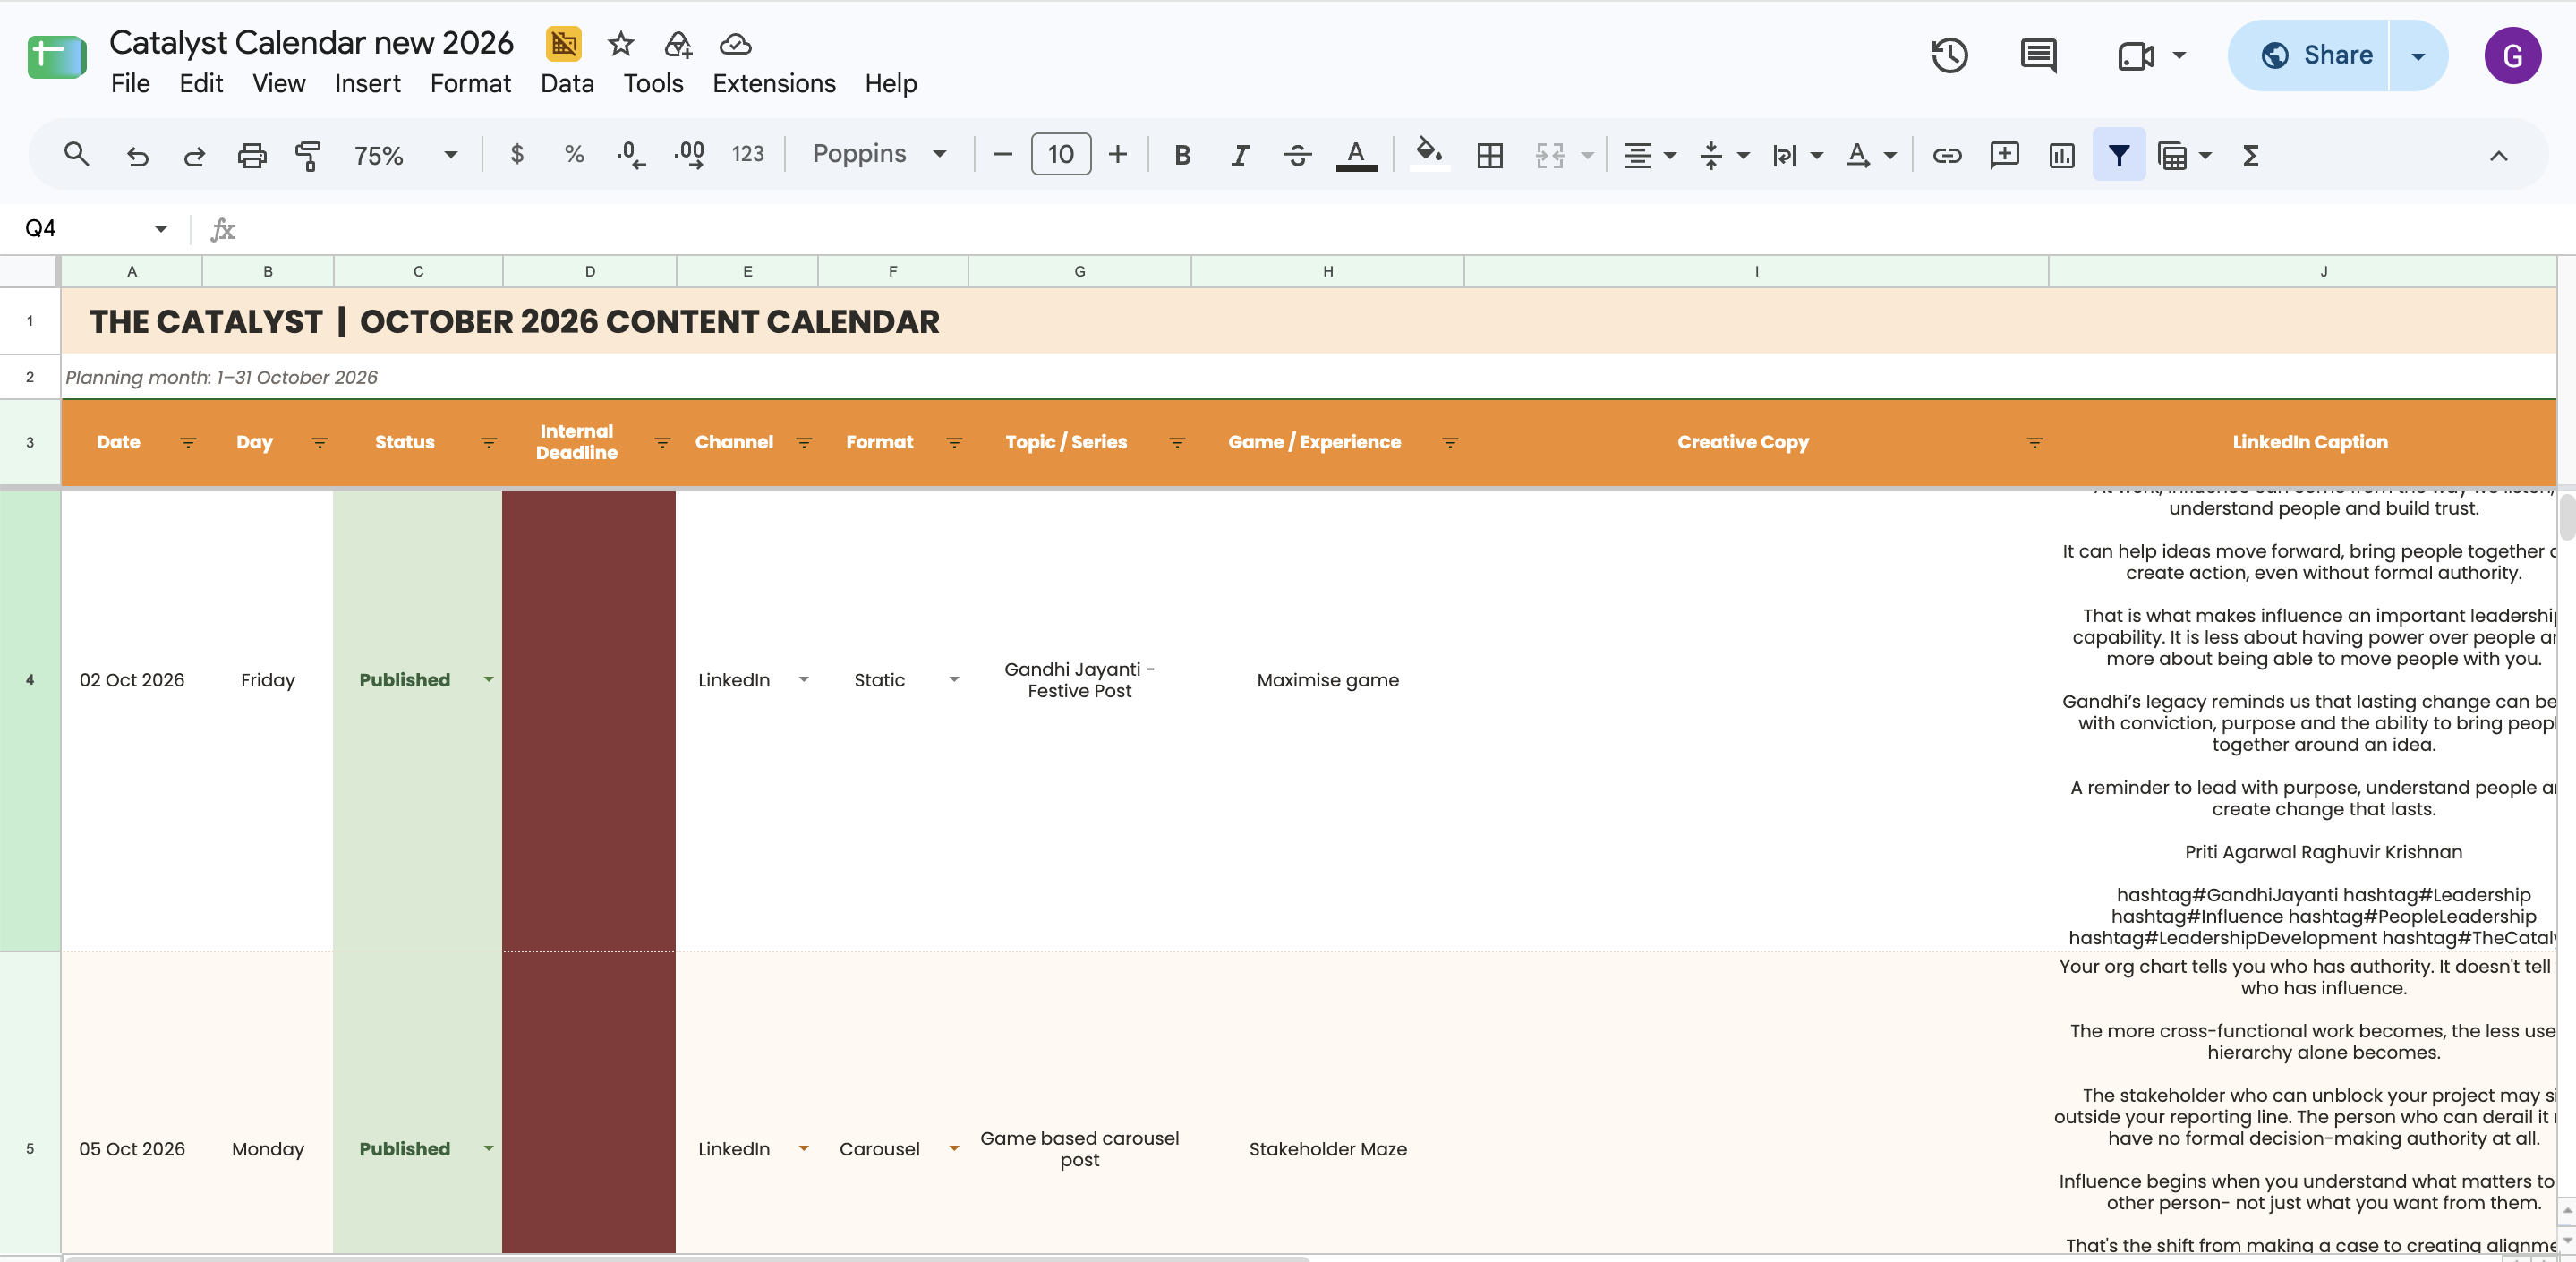 Catalyst Calendar new 2026
File Edit View Insert Format Data Tools Extensions Help
Share
G
75% $ % .0 .00 123 Poppins 10 B I A
Q4 fx
A B C D E F G H I J
1 THE CATALYST | OCTOBER 2026 CONTENT CALENDAR
2 Planning month: 1–31 October 2026
3 Date Day Status Internal Deadline Channel Format Topic / Series Game / Experience Creative Copy LinkedIn Caption
4 02 Oct 2026 Friday Published LinkedIn Static Gandhi Jayanti - Festive Post Maximise game
understand people and build trust.
It can help ideas move forward, bring people together
create action, even without formal authority.
That is what makes influence an important leadership
capability. It is less about having power over people
more about being able to move people with you.
Gandhi’s legacy reminds us that lasting change can
with conviction, purpose and the ability to bring
together around an idea.
A reminder to lead with purpose, understand people
create change that lasts.
Priti Agarwal Raghuvir Krishnan
hashtag#GandhiJayanti hashtag#Leadership
hashtag#Influence hashtag#PeopleLeadership
hashtag#LeadershipDevelopment
5 05 Oct 2026 Monday Published LinkedIn Carousel Game based carousel post Stakeholder Maze
Your org chart tells you who has authority. It doesn't tell
who has influence.
The more cross-functional work becomes, the less
hierarchy alone becomes.
The stakeholder who can unblock your project may
outside your reporting line. The person who can derail it
have no formal decision-making authority at all.
Influence begins when you understand what matters to
other person- not just what you want from them.
That's the shift from making a case to creating